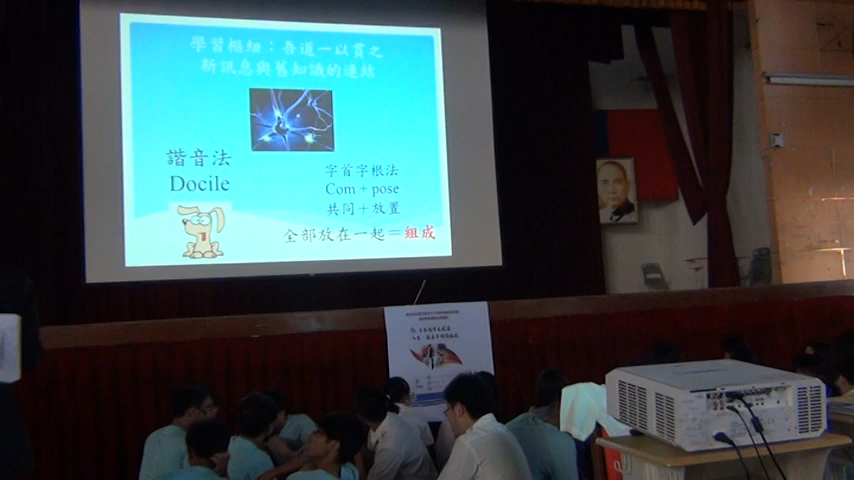 學習樞紐：吾道一以貫之
新訊息與舊知識的連結
諧音法
Docile
字首字根法
Com + pose
共同＋放置
全部放在一起＝組成